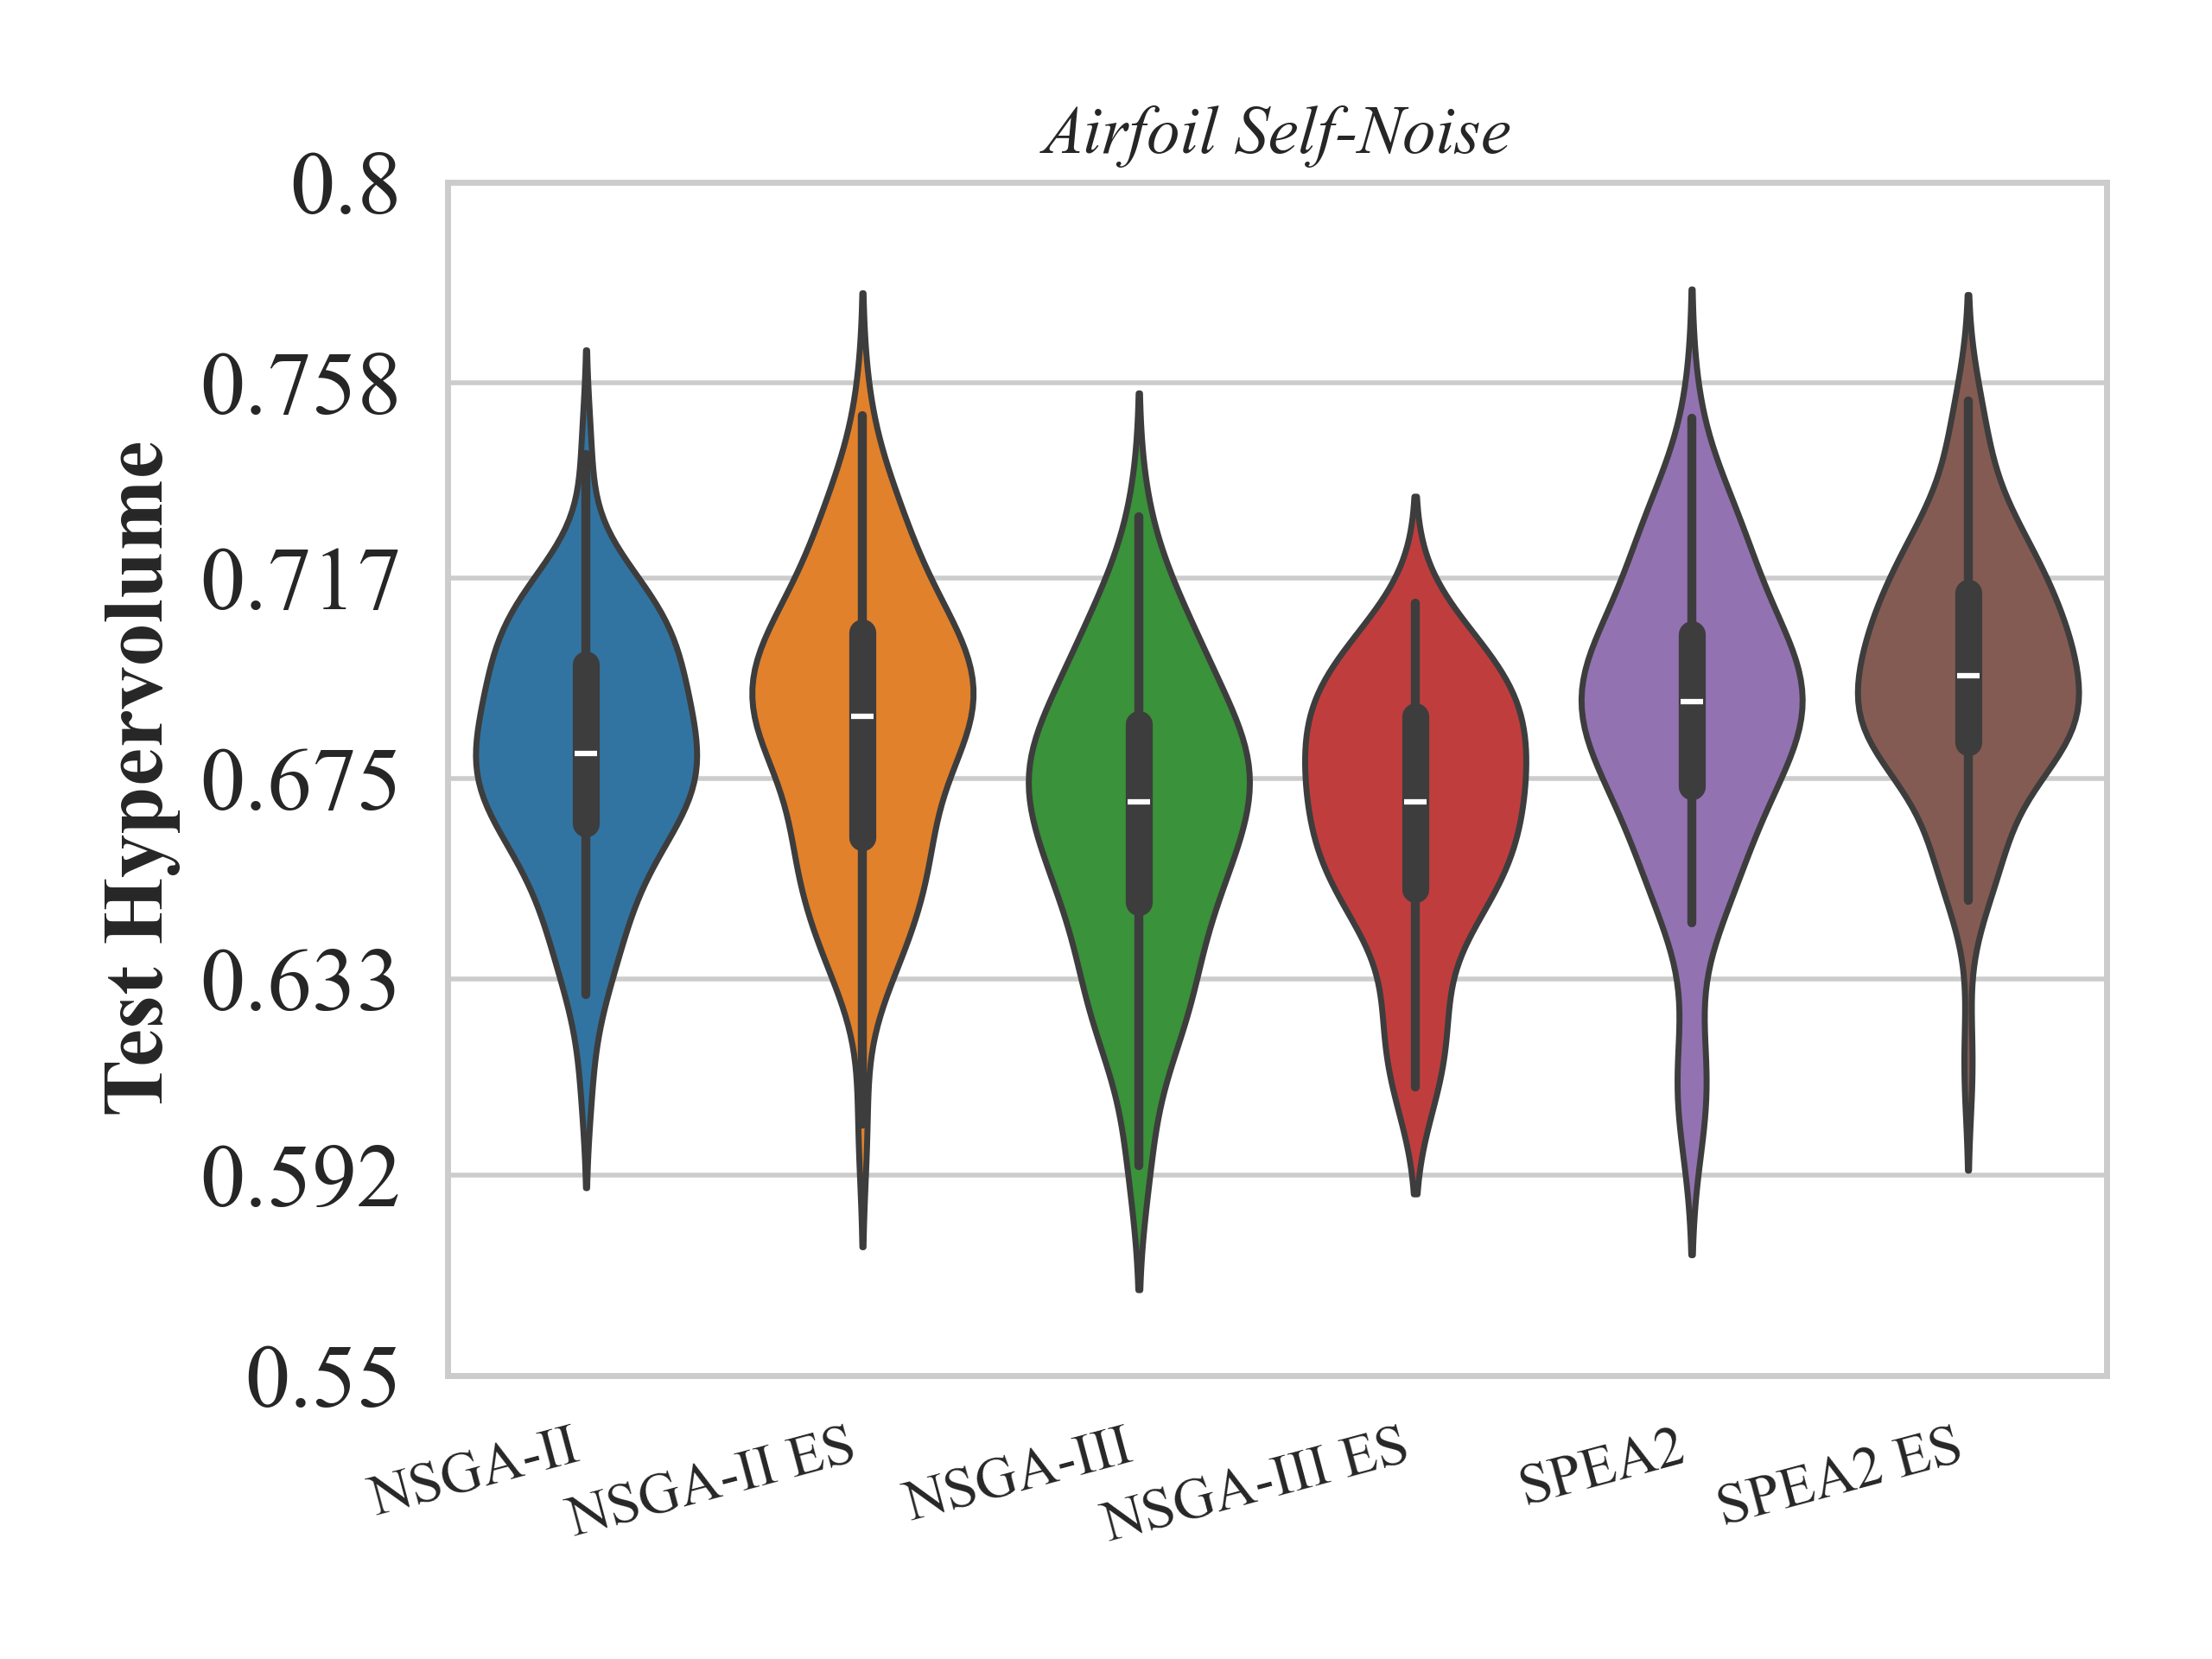 Airfoil Self-Noise
Test Hypervolume
0.8
0.758
0.717
0.675
0.633
0.592
0.55
NSGA-II
NSGA-II ES
NSGA-III
NSGA-III ES
SPEA2
SPEA2 ES